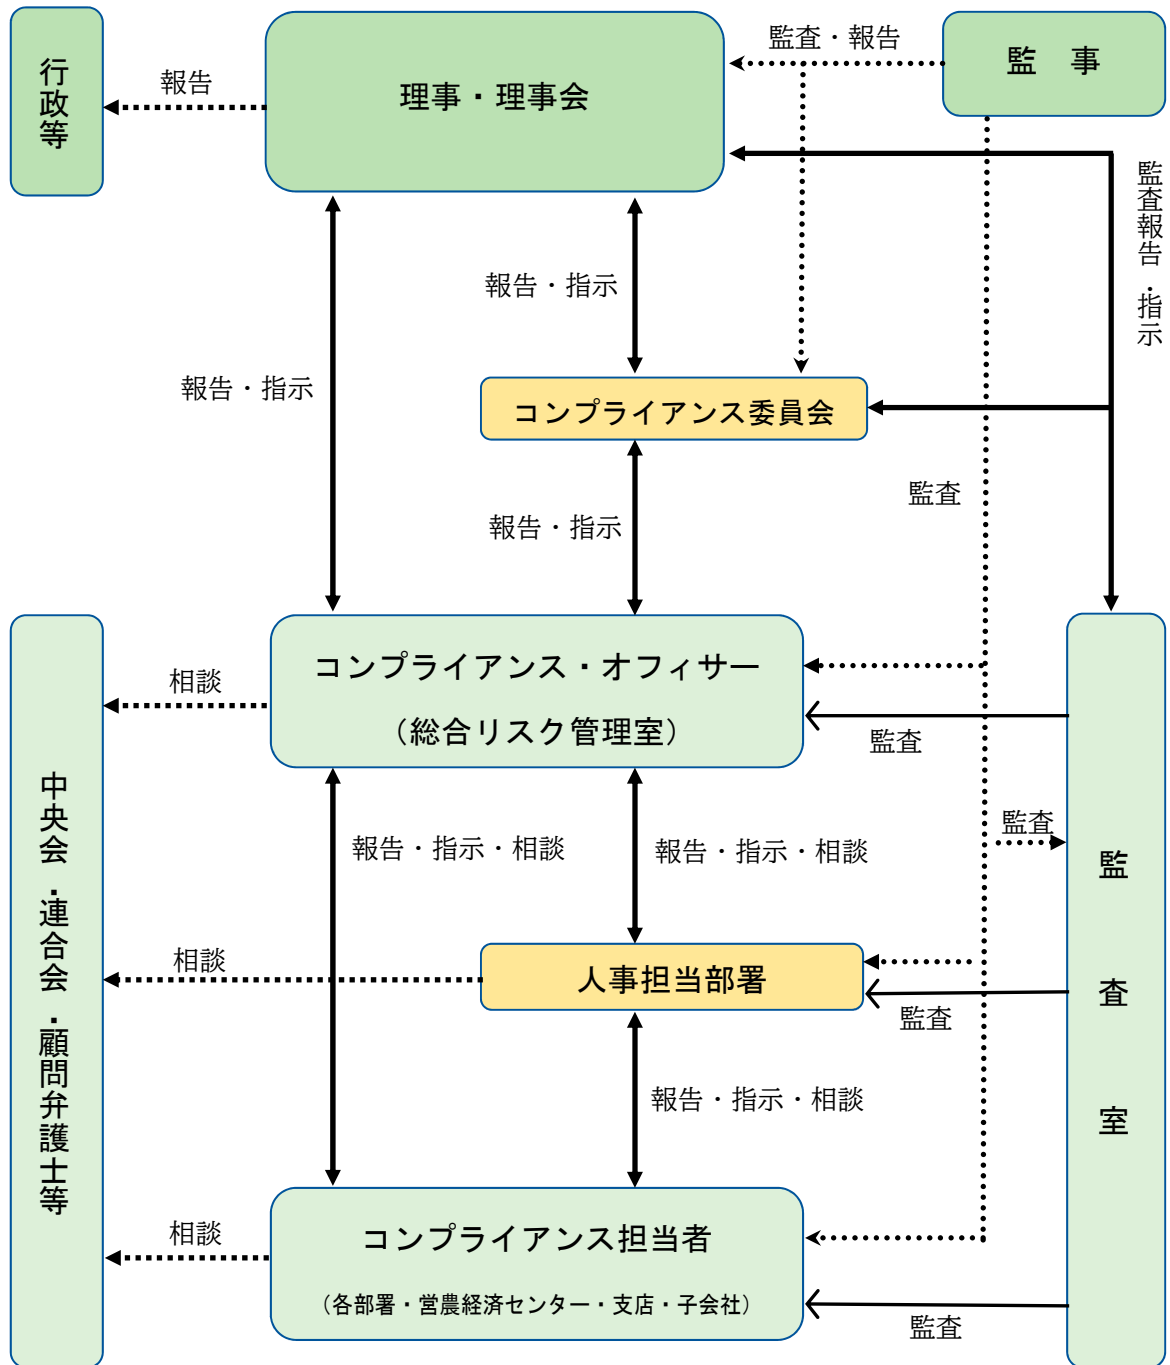 行政等
報告
理事・理事会
監査・報告
監　事
監査報告・指示
報告・指示
報告・指示
コンプライアンス委員会
報告・指示
監査
コンプライアンス・オフィサー
（総合リスク管理室）
相談
監査
中央会・連合会・顧問弁護士等
報告・指示・相談
報告・指示・相談
監査
監査室
相談
人事担当部署
監査
報告・指示・相談
相談
コンプライアンス担当者
（各部署・営農経済センター・支店・子会社）
監査